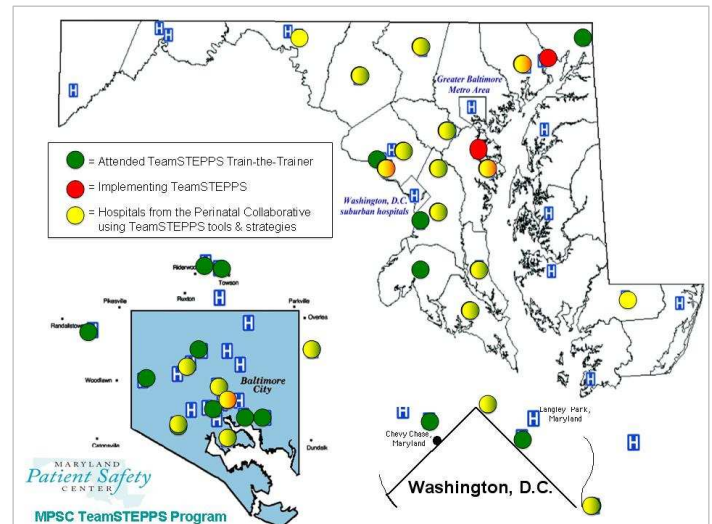 Greater Baltimore
Metro Area
H
= Attended TeamSTEPPS Train-the-Trainer
= Implementing TeamSTEPPS
= Hospitals from the Perinatal Collaborative
using TeamSTEPPS tools & strategies
Washington, D.C.
suburban hospitals
Riderwood
Towson
Ruxton
Pikesville
Parkville
Overlea
Randallstown
Woodlawn
Baltimore
City
Catonsville
Dundalk
Langley Park,
Maryland
Chevy Chase,
Maryland
Washington, D.C.
MARYLAND
Patient Safety
CENTER
MPSC TeamSTEPPS Program